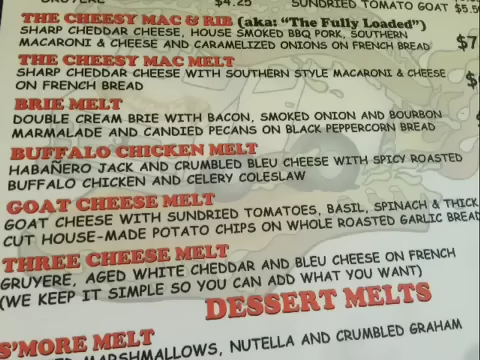 GRUYERE $4.25 SUNDRIED TOMATO GOAT $5.50
THE CHEESY MAC & RIB (aka: "The Fully Loaded")
SHARP CHEDDAR CHEESE, HOUSE SMOKED BBQ PORK, SOUTHERN
MACARONI & CHEESE AND CARAMELIZED ONIONS ON FRENCH BREAD $7
THE CHEESY MAC MELT
SHARP CHEDDAR CHEESE WITH SOUTHERN STYLE MACARONI & CHEESE
ON FRENCH BREAD
BRIE MELT
DOUBLE CREAM BRIE WITH BACON, SMOKED ONION AND BOURBON
MARMALADE AND CANDIED PECANS ON BLACK PEPPERCORN BREAD
BUFFALO CHICKEN MELT
HABAÑERO JACK AND CRUMBLED BLEU CHEESE WITH SPICY ROASTED
BUFFALO CHICKEN AND CELERY COLESLAW
GOAT CHEESE MELT
GOAT CHEESE WITH SUNDRIED TOMATOES, BASIL, SPINACH & THICK
CUT HOUSE-MADE POTATO CHIPS ON WHOLE ROASTED GARLIC BREAD
THREE CHEESE MELT
GRUYERE, AGED WHITE CHEDDAR AND BLEU CHEESE ON FRENCH
(WE KEEP IT SIMPLE SO YOU CAN ADD WHAT YOU WANT)
DESSERT MELTS
S'MORE MELT
MARSHMALLOWS, NUTELLA AND CRUMBLED GRAHAM